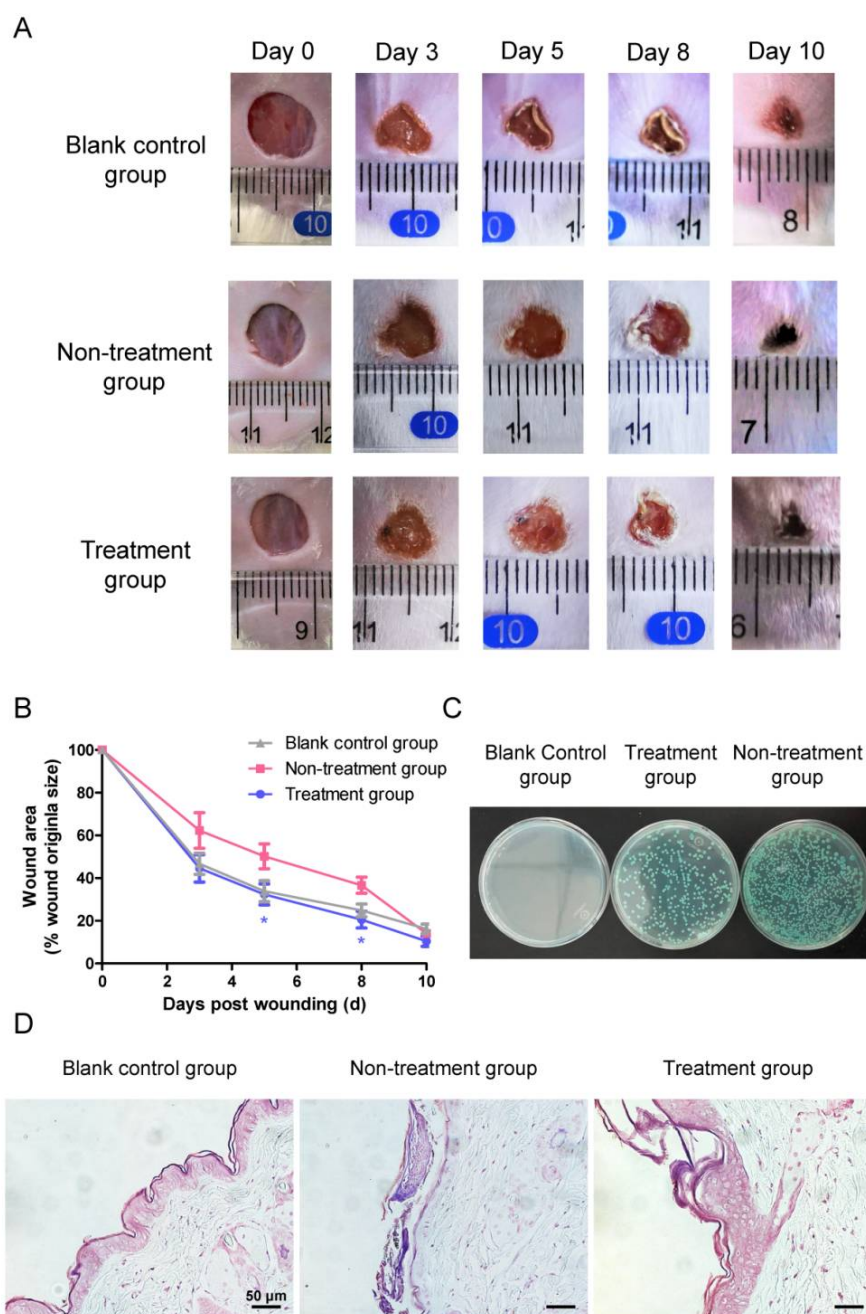 A
Day 0 Day 3 Day 5 Day 8 Day 10
Blank control
group
10 10 0 11 11 8
Non-treatment
group
11 12 10 11 11 7
Treatment
group
9 11 12 10 10 6
B
Blank control group
Non-treatment group
Treatment group
Wound area
(% wound originla size)
100
80
60
40
20
0
* *
0 2 4 6 8 10
Days post wounding (d)
C
Blank Control
group
Treatment
group
Non-treatment
group
D
Blank control group Non-treatment group Treatment group
50 µm